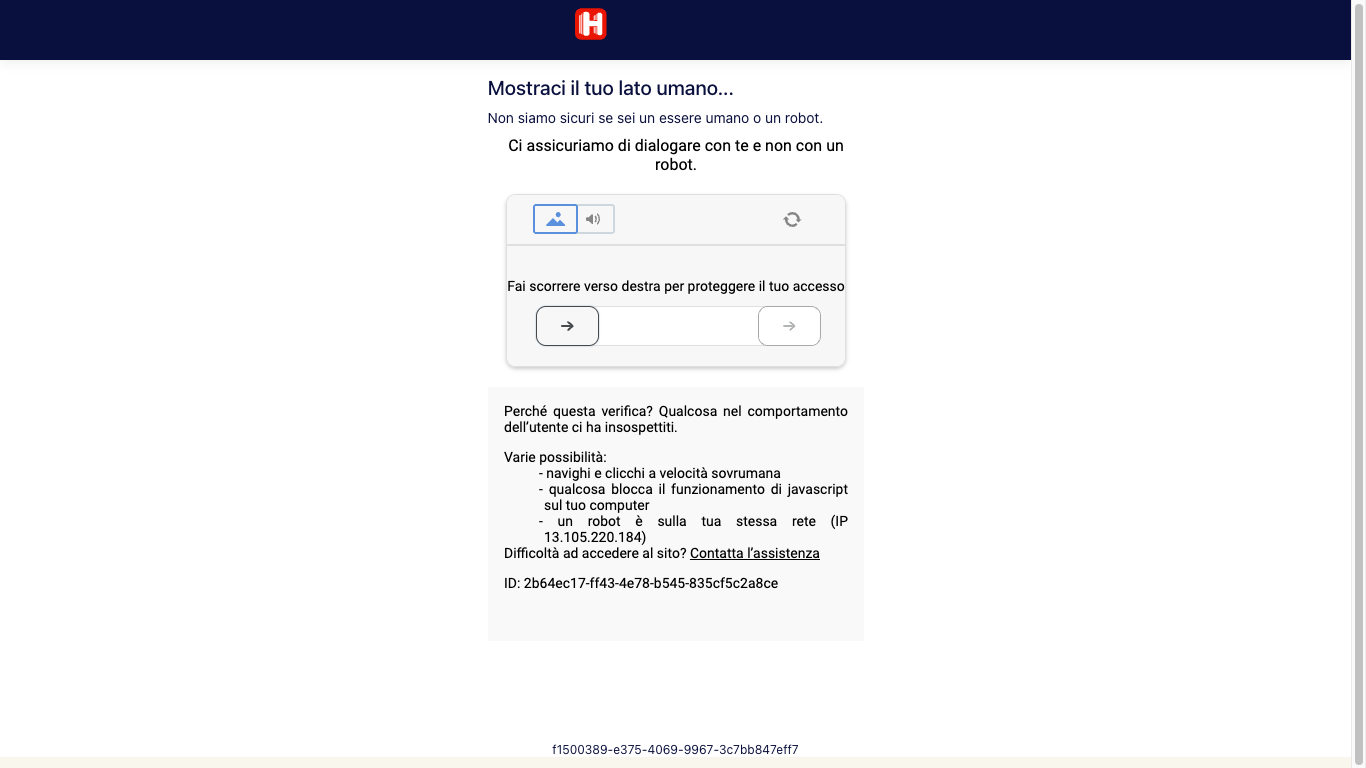 H
Mostraci il tuo lato umano...
Non siamo sicuri se sei un essere umano o un robot.
Ci assicuriamo di dialogare con te e non con un
robot.
Fai scorrere verso destra per proteggere il tuo accesso
Perché questa verifica? Qualcosa nel comportamento
dell'utente ci ha insospettiti.
Varie possibilità:
- navighi e clicchi a velocità sovrumana
- qualcosa blocca il funzionamento di javascript
sul tuo computer
- un robot è sulla tua stessa rete (IP
13.105.220.184)
Difficoltà ad accedere al sito? Contatta l'assistenza
ID: 2b64ec17-ff43-4e78-b545-835cf5c2a8ce
f1500389-e375-4069-9967-3c7bb847eff7